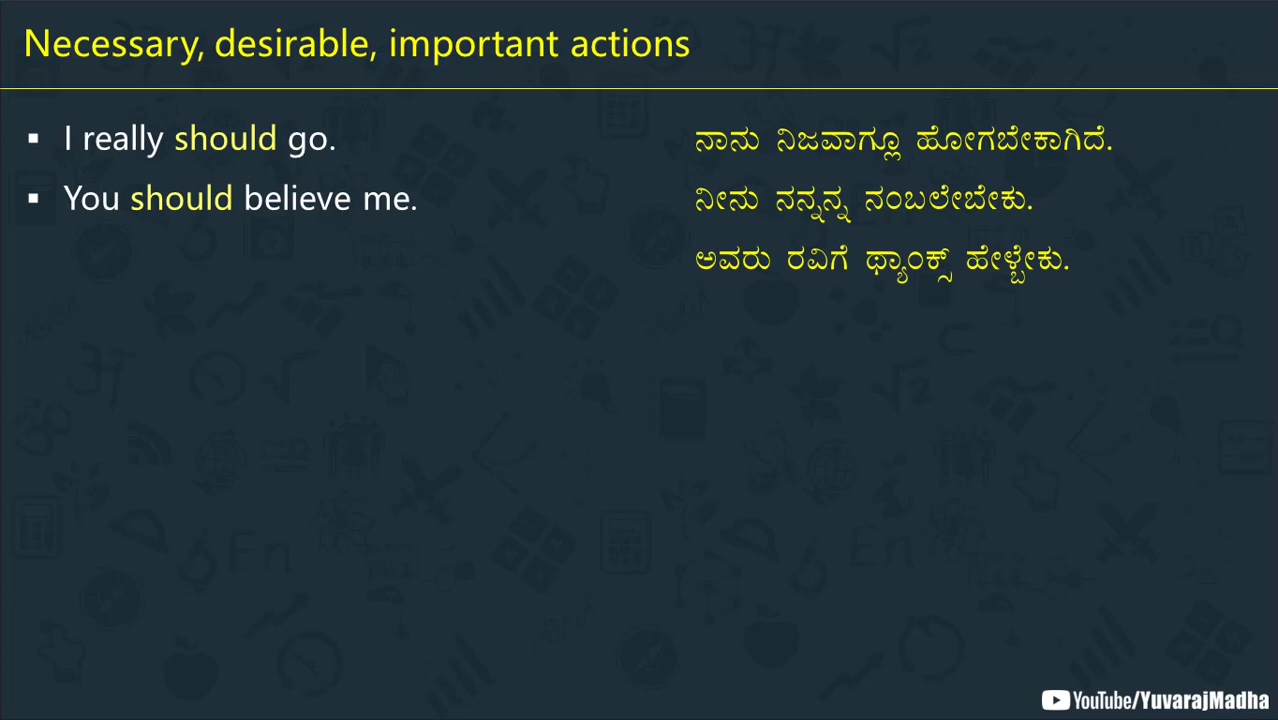 Necessary, desirable, important actions
▪ I really should go. ನಾನು ನಿಜವಾಗ್ಲೂ ಹೋಗಬೇಕಾಗಿದೆ.
▪ You should believe me. ನೀನು ನನ್ನನ್ನ ನಂಬಲೇಬೇಕು.
ಅವರು ರವಿಗೆ ಥ್ಯಾಂಕ್ಸ್ ಹೇಳ್ಬೇಕು.
YouTube/YuvarajMadha